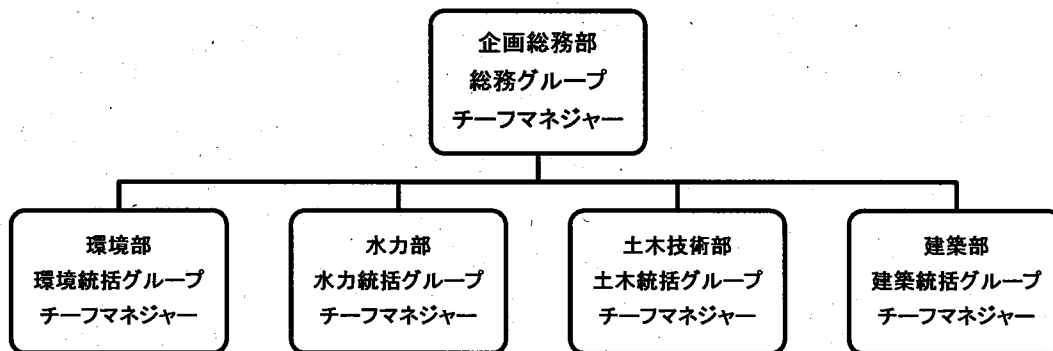 企画総務部
総務グループ
チーフマネジャー
環境部
環境統括グループ
チーフマネジャー
水力部
水力統括グループ
チーフマネジャー
土木技術部
土木統括グループ
チーフマネジャー
建築部
建築統括グループ
チーフマネジャー